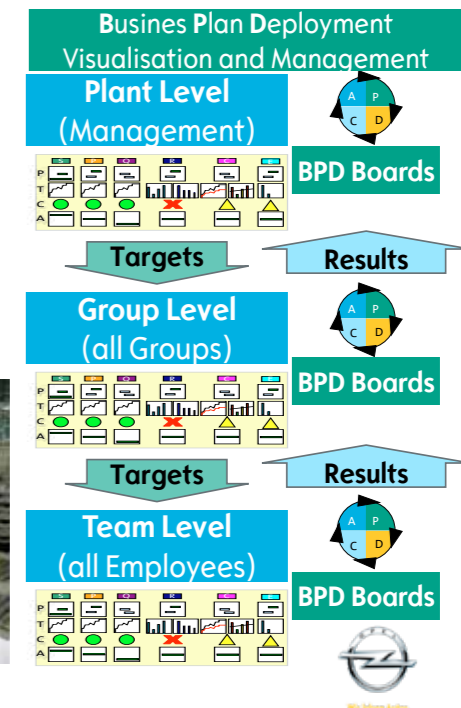 Busines Plan Deployment
Visualisation and Management
Plant Level
(Management)
A P
C D
BPD Boards
S P Q R C E
P
T
C
A
Targets
Results
Group Level
(all Groups)
A P
C D
BPD Boards
S P Q R C E
P
T
C
A
Targets
Results
Team Level
(all Employees)
A P
C D
BPD Boards
S P Q R C E
P
T
C
A
OPEL